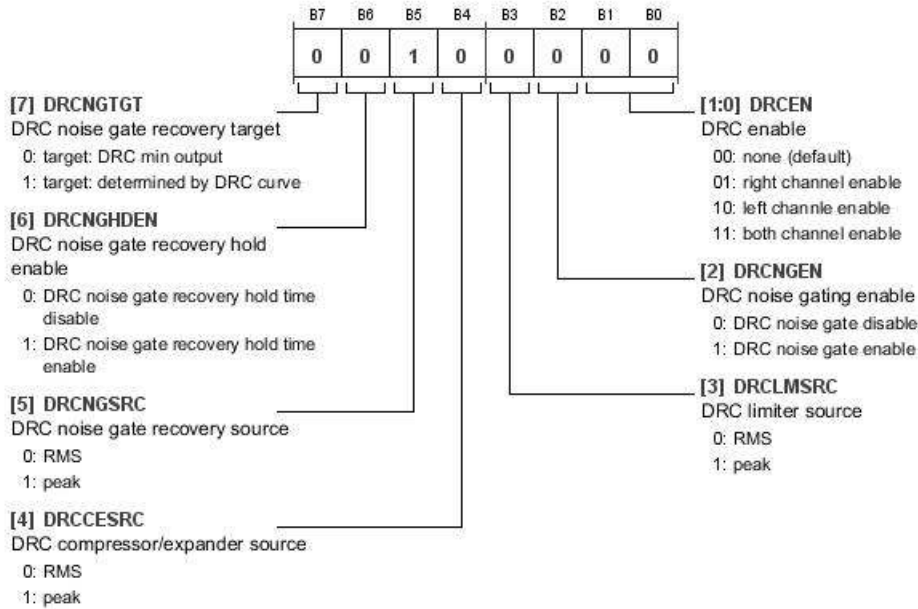 B7 B6 B5 B4 B3 B2 B1 B0
0 0 1 0 0 0 0 0
[7] DRCNGTGT
DRC noise gate recovery target
0: target: DRC min output
1: target: determined by DRC curve
[6] DRCNGHDEN
DRC noise gate recovery hold
enable
0: DRC noise gate recovery hold time
disable
1: DRC noise gate recovery hold time
enable
[5] DRCNGSRC
DRC noise gate recovery source
0: RMS
1: peak
[4] DRCCESRC
DRC compressor/expander source
0: RMS
1: peak
[1:0] DRCEN
DRC enable
00: none (default)
01: right channel enable
10: left channle enable
11: both channel enable
[2] DRCNGEN
DRC noise gating enable
0: DRC noise gate disable
1: DRC noise gate enable
[3] DRCLMSRC
DRC limiter source
0: RMS
1: peak